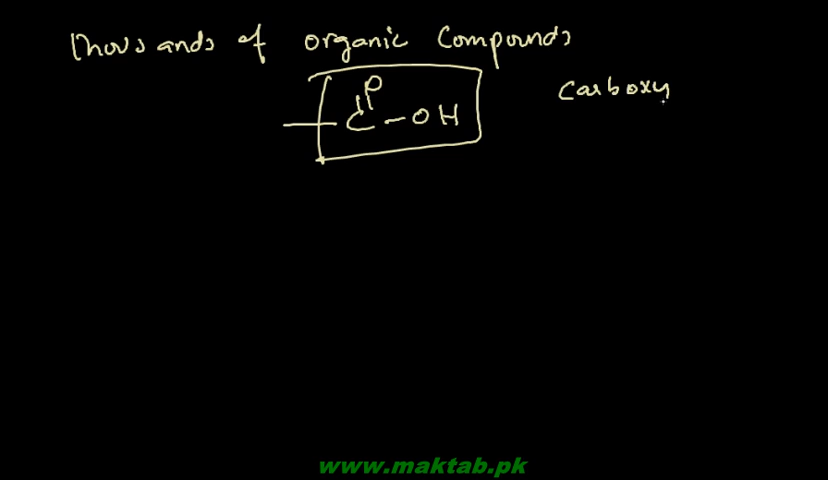 Thousands of organic compounds
O
C - OH
carboxy
www.maktab.pk